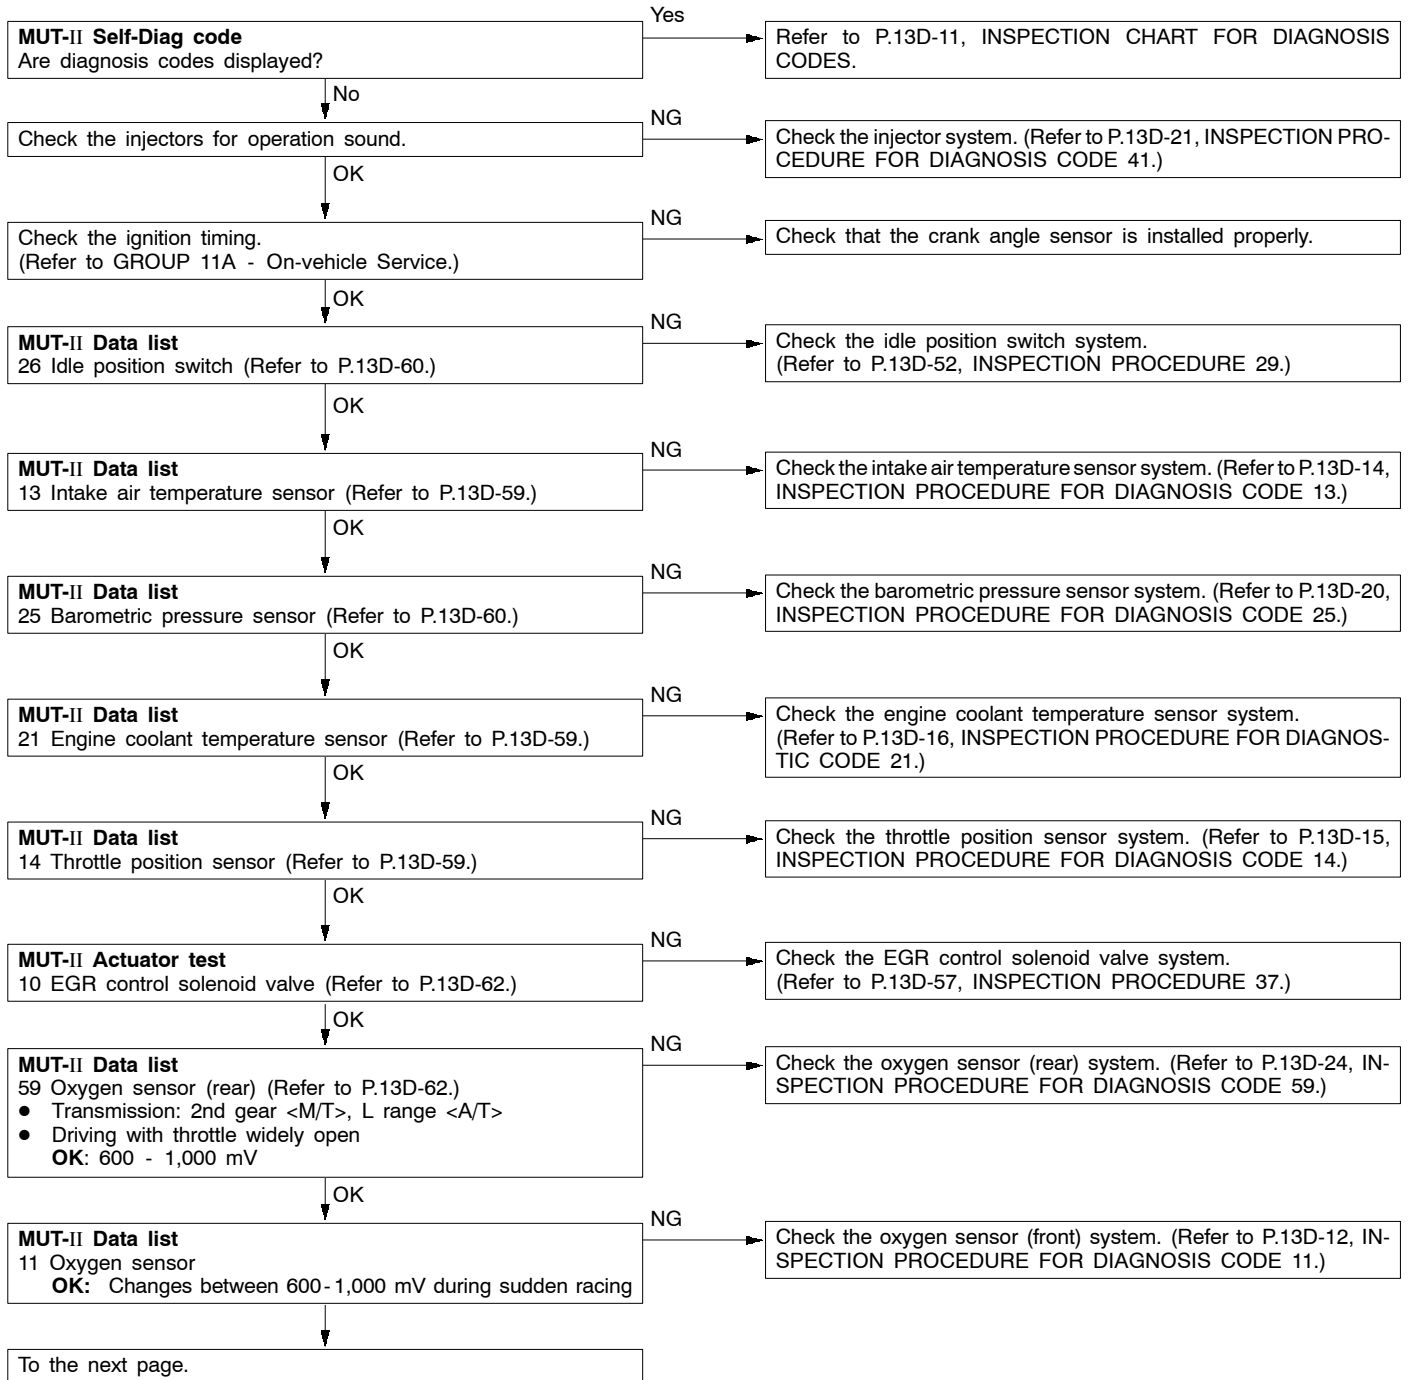 Yes
MUT-II Self-Diag code
Are diagnosis codes displayed?
Refer to P.13D-11, INSPECTION CHART FOR DIAGNOSIS
CODES.
No
Check the injectors for operation sound.
NG
Check the injector system. (Refer to P.13D-21, INSPECTION PRO-
CEDURE FOR DIAGNOSIS CODE 41.)
OK
Check the ignition timing.
(Refer to GROUP 11A - On-vehicle Service.)
NG
Check that the crank angle sensor is installed properly.
OK
MUT-II Data list
26 Idle position switch (Refer to P.13D-60.)
NG
Check the idle position switch system.
(Refer to P.13D-52, INSPECTION PROCEDURE 29.)
OK
MUT-II Data list
13 Intake air temperature sensor (Refer to P.13D-59.)
NG
Check the intake air temperature sensor system. (Refer to P.13D-14,
INSPECTION PROCEDURE FOR DIAGNOSIS CODE 13.)
OK
MUT-II Data list
25 Barometric pressure sensor (Refer to P.13D-60.)
NG
Check the barometric pressure sensor system. (Refer to P.13D-20,
INSPECTION PROCEDURE FOR DIAGNOSIS CODE 25.)
OK
MUT-II Data list
21 Engine coolant temperature sensor (Refer to P.13D-59.)
NG
Check the engine coolant temperature sensor system.
(Refer to P.13D-16, INSPECTION PROCEDURE FOR DIAGNOS-
TIC CODE 21.)
OK
MUT-II Data list
14 Throttle position sensor (Refer to P.13D-59.)
NG
Check the throttle position sensor system. (Refer to P.13D-15,
INSPECTION PROCEDURE FOR DIAGNOSIS CODE 14.)
OK
MUT-II Actuator test
10 EGR control solenoid valve (Refer to P.13D-62.)
NG
Check the EGR control solenoid valve system.
(Refer to P.13D-57, INSPECTION PROCEDURE 37.)
OK
MUT-II Data list
59 Oxygen sensor (rear) (Refer to P.13D-62.)
● Transmission: 2nd gear <M/T>, L range <A/T>
● Driving with throttle widely open
OK: 600 - 1,000 mV
NG
Check the oxygen sensor (rear) system. (Refer to P.13D-24, IN-
SPECTION PROCEDURE FOR DIAGNOSIS CODE 59.)
OK
MUT-II Data list
11 Oxygen sensor
OK: Changes between 600-1,000 mV during sudden racing
NG
Check the oxygen sensor (front) system. (Refer to P.13D-12, IN-
SPECTION PROCEDURE FOR DIAGNOSIS CODE 11.)
To the next page.